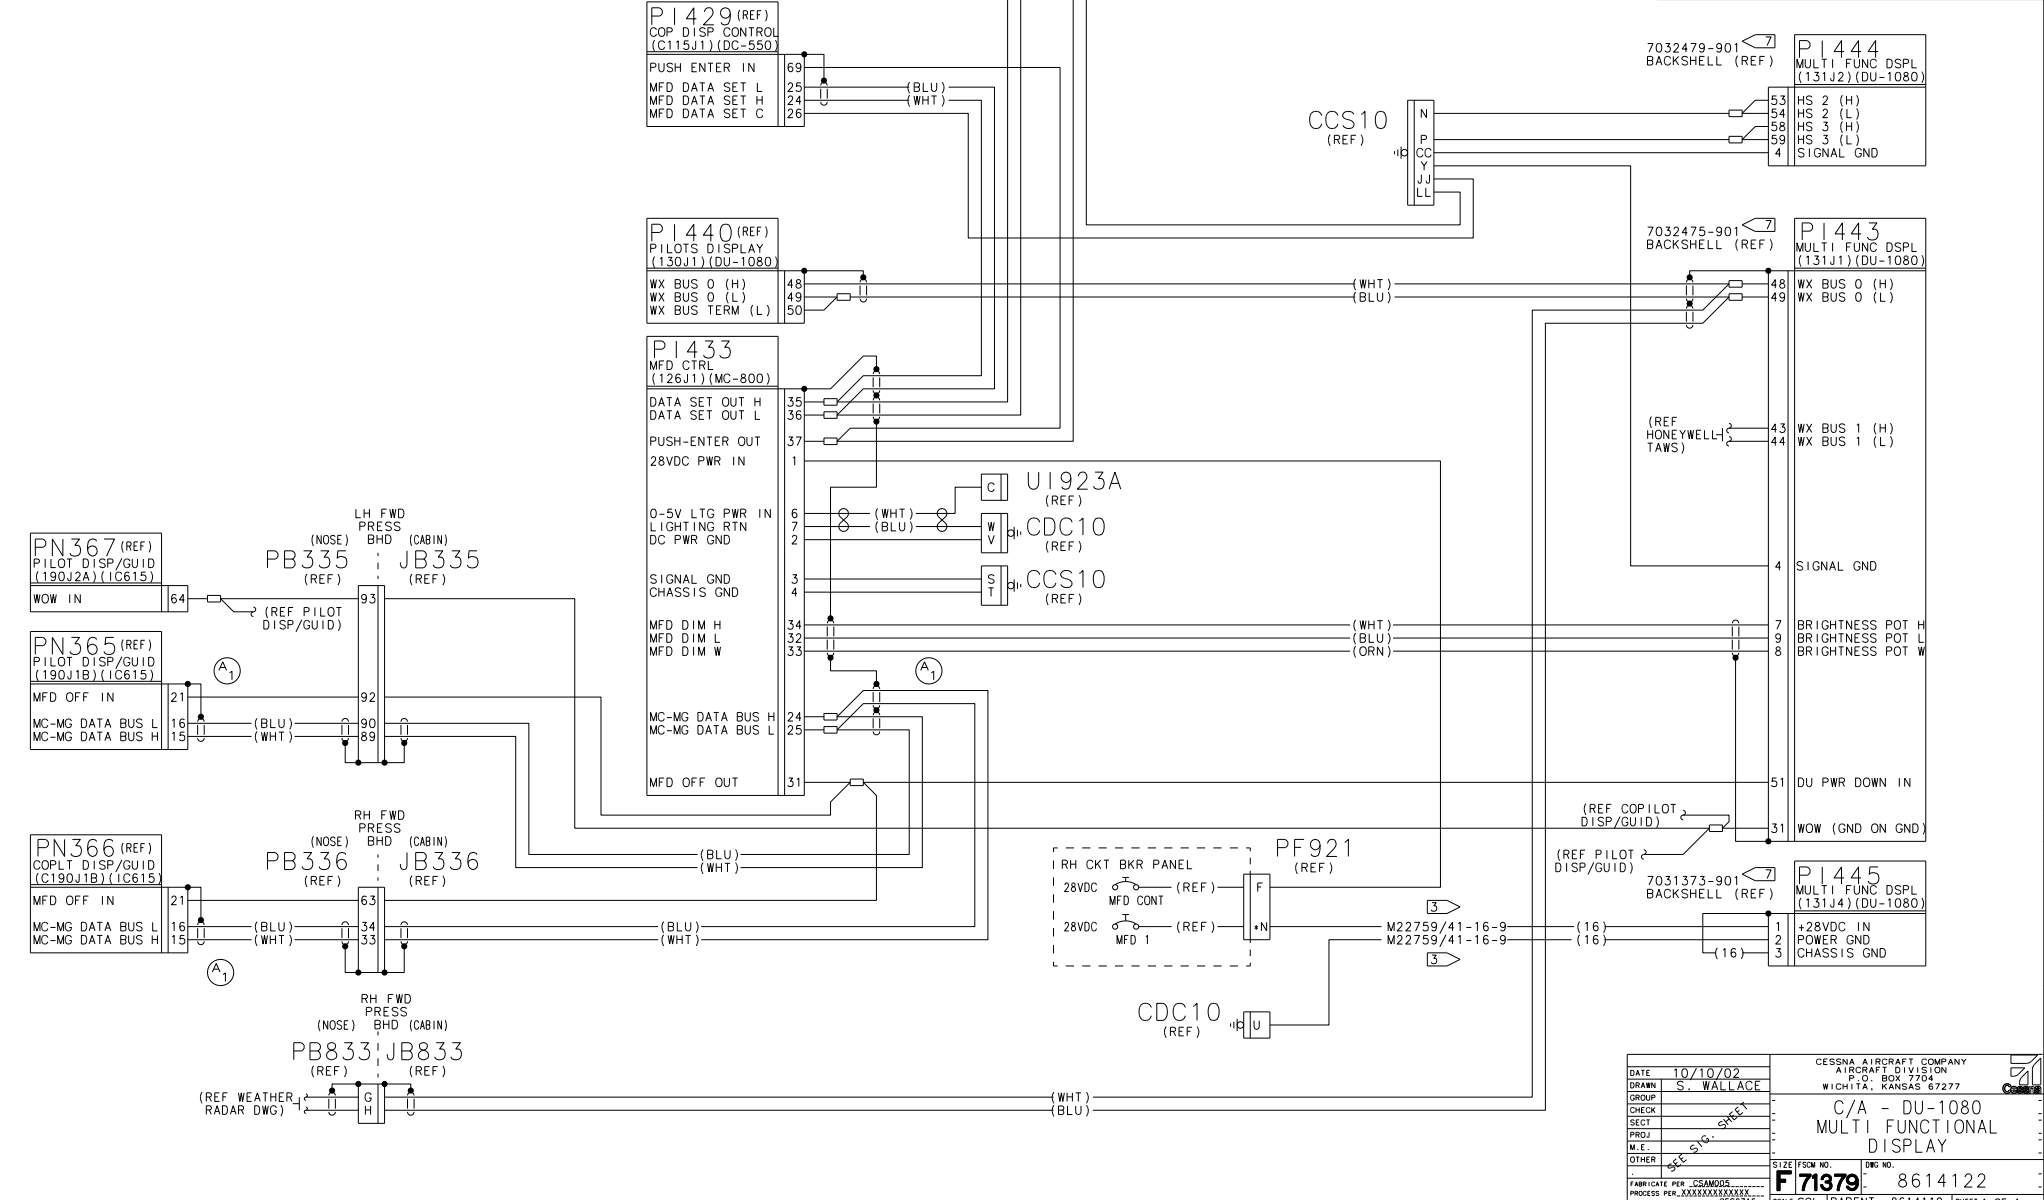 PI429 (REF)
COP DISP CONTROL
(C115J1)(DC-550)
PUSH ENTER IN 69
MFD DATA SET L 25 (BLU)
MFD DATA SET H 24 (WHT)
MFD DATA SET C 26
7032479-901 7
BACKSHELL (REF)
PI444
MULTI FUNC DSPL
(131J2)(DU-1080)
53 HS 2 (H)
54 HS 2 (L)
58 HS 3 (H)
59 HS 3 (L)
4 SIGNAL GND
CCS10
(REF)
N
P
CC
Y
JJ
LL
PI440 (REF)
PILOTS DISPLAY
(130J1)(DU-1080)
WX BUS 0 (H) 48 (WHT)
WX BUS 0 (L) 49 (BLU)
WX BUS TERM (L) 50
7032475-901 7
BACKSHELL (REF)
PI443
MULTI FUNC DSPL
(131J1)(DU-1080)
48 WX BUS 0 (H)
49 WX BUS 0 (L)
(REF
HONEYWELL
TAWS)
43 WX BUS 1 (H)
44 WX BUS 1 (L)
4 SIGNAL GND
7 BRIGHTNESS POT H
9 BRIGHTNESS POT L
8 BRIGHTNESS POT W
51 DU PWR DOWN IN
(REF COPILOT
DISP/GUID)
31 WOW (GND ON GND)
(REF PILOT
DISP/GUID)
PI433
MFD CTRL
(126J1)(MC-800)
DATA SET OUT H 35
DATA SET OUT L 36
PUSH-ENTER OUT 37
28VDC PWR IN 1
0-5V LTG PWR IN 6 (WHT)
LIGHTING RTN 7 (BLU)
DC PWR GND 2
SIGNAL GND 3
CHASSIS GND 4
MFD DIM H 34 (WHT)
MFD DIM L 32 (BLU)
MFD DIM W 33 (ORN)
MC-MG DATA BUS H 24
MC-MG DATA BUS L 25
MFD OFF OUT 31
A1
C UI923A
(REF)
W
V
CDC10
(REF)
S
T
CCS10
(REF)
LH FWD
PRESS
(NOSE) BHD (CABIN)
PB335 JB335
(REF) (REF)
93
92
90
89
PN367 (REF)
PILOT DISP/GUID
(190J2A)(IC615)
WOW IN 64
(REF PILOT
DISP/GUID)
PN365 (REF)
PILOT DISP/GUID
(190J1B)(IC615)
A1
MFD OFF IN 21
MC-MG DATA BUS L 16 (BLU)
MC-MG DATA BUS H 15 (WHT)
(BLU)
(WHT)
RH FWD
PRESS
(NOSE) BHD (CABIN)
PB336 JB336
(REF) (REF)
PN366 (REF)
COPLT DISP/GUID
(C190J1B)(IC615)
MFD OFF IN 21 63
MC-MG DATA BUS L 16 (BLU) 34 (BLU)
MC-MG DATA BUS H 15 (WHT) 33 (WHT)
A1
RH CKT BKR PANEL
28VDC (REF) F
MFD CONT
28VDC (REF) *N
MFD 1
PF921
(REF)
3
M22759/41-16-9 (16)
M22759/41-16-9 (16)
3
7031373-901 7
BACKSHELL (REF)
PI445
MULTI FUNC DSPL
(131J4)(DU-1080)
1 +28VDC IN
2 POWER GND
(16) 3 CHASSIS GND
CDC10
(REF)
U
RH FWD
PRESS
(NOSE) BHD (CABIN)
PB833 JB833
(REF) (REF)
(REF WEATHER
RADAR DWG)
G (WHT)
H (BLU)
DATE 10/10/02
DRAWN S. WALLACE
GROUP
CHECK
SECT
PROJ
M.E.
OTHER
SEE SIG. SHEET
FABRICATE PER CSAM005
PROCESS PER XXXXXXXXXXXXX
CESSNA AIRCRAFT COMPANY
AIRCRAFT DIVISION
P.O. BOX 7704
WICHITA, KANSAS 67277
Cessna
C/A - DU-1080
MULTI FUNCTIONAL
DISPLAY
SIZE FSCM NO. DWG NO.
F 71379 8614122